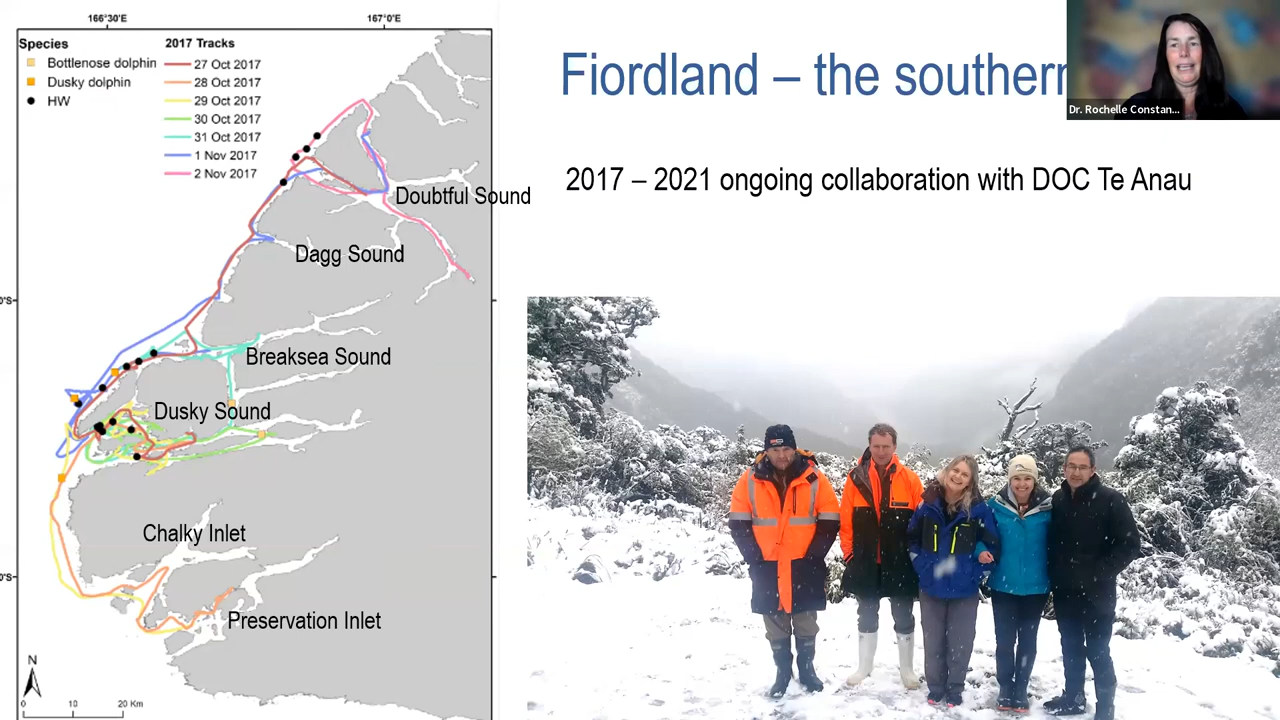 166°30'E
167°0'E
Species
Bottlenose dolphin
Dusky dolphin
HW
2017 Tracks
27 Oct 2017
28 Oct 2017
29 Oct 2017
30 Oct 2017
31 Oct 2017
1 Nov 2017
2 Nov 2017
Doubtful Sound
Dagg Sound
Breaksea Sound
Dusky Sound
Chalky Inlet
Preservation Inlet
0'S
0'S
N
0 10 20 Km
Fiordland – the southern
Dr. Rochelle Constan...
2017 – 2021 ongoing collaboration with DOC Te Anau